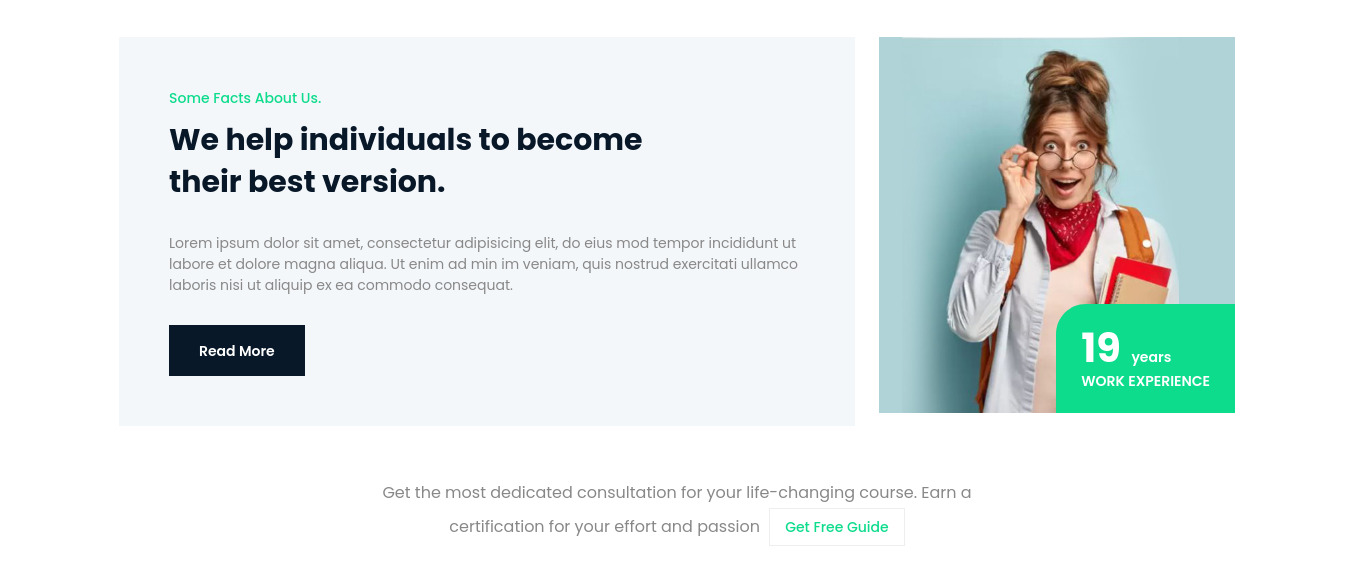 Some Facts About Us.
We help individuals to become
their best version.
Lorem ipsum dolor sit amet, consectetur adipisicing elit, do eius mod tempor incididunt ut
labore et dolore magna aliqua. Ut enim ad min im veniam, quis nostrud exercitati ullamco
laboris nisi ut aliquip ex ea commodo consequat.
Read More
19 years
WORK EXPERIENCE
Get the most dedicated consultation for your life-changing course. Earn a
certification for your effort and passion Get Free Guide